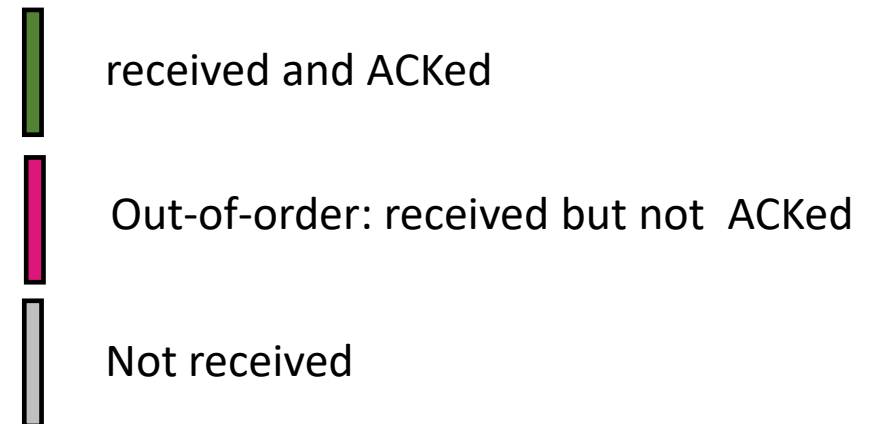 received and ACKed
Out-of-order: received but not ACKed
Not received